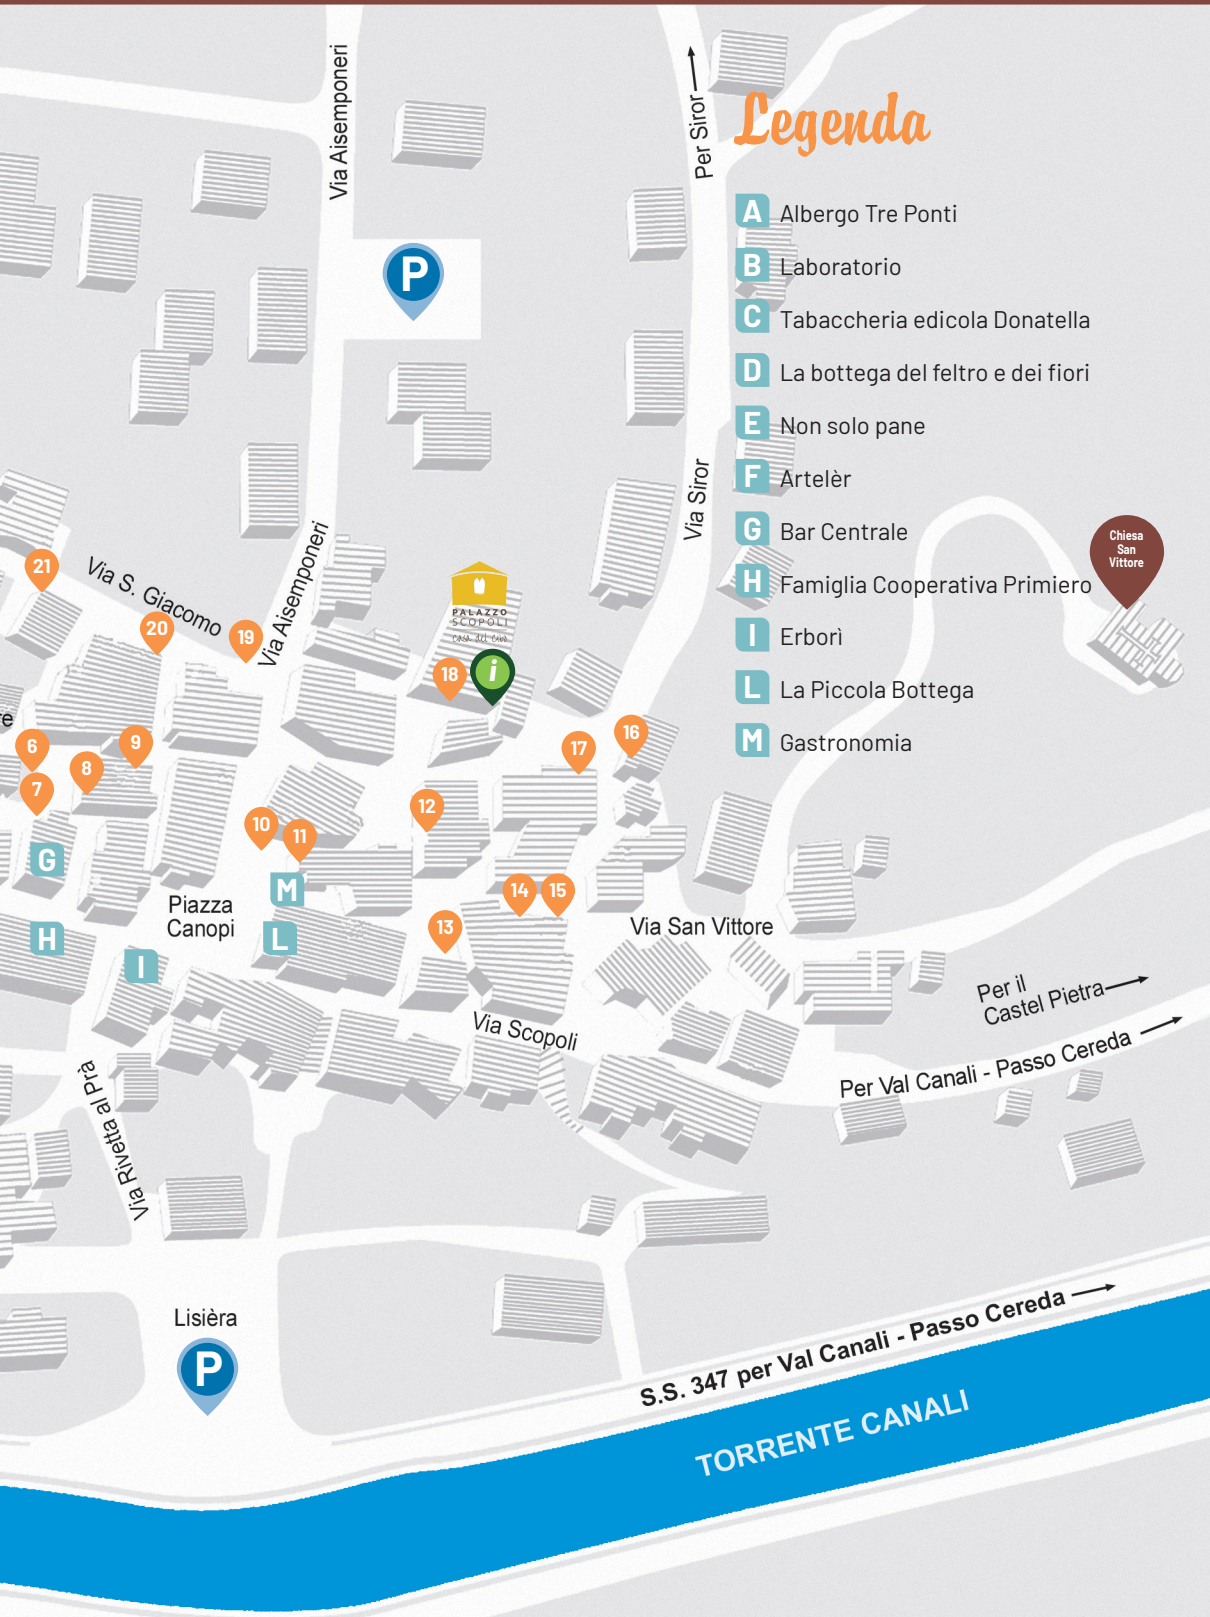 Via Aisemponeri
Per Siror
Legenda
A Albergo Tre Ponti
B Laboratorio
C Tabaccheria edicola Donatella
D La bottega del feltro e dei fiori
E Non solo pane
F Artelèr
G Bar Centrale
H Famiglia Cooperativa Primiero
I Erborì
L La Piccola Bottega
M Gastronomia
P
Via Siror
Chiesa
San
Vittore
Via S. Giacomo
Via Aisemponeri
PALAZZO
SCOPOLI
casa del cibo
i
21
20
19
18
17
16
re
6
9
8
7
12
10
11
G
M
14
15
Piazza
Canopi
H
L
13
I
Via San Vittore
Per il
Castel Pietra
Via Scopoli
Per Val Canali - Passo Cereda
Via Rivetta al Prà
Lisièra
P
S.S. 347 per Val Canali - Passo Cereda
TORRENTE CANALI